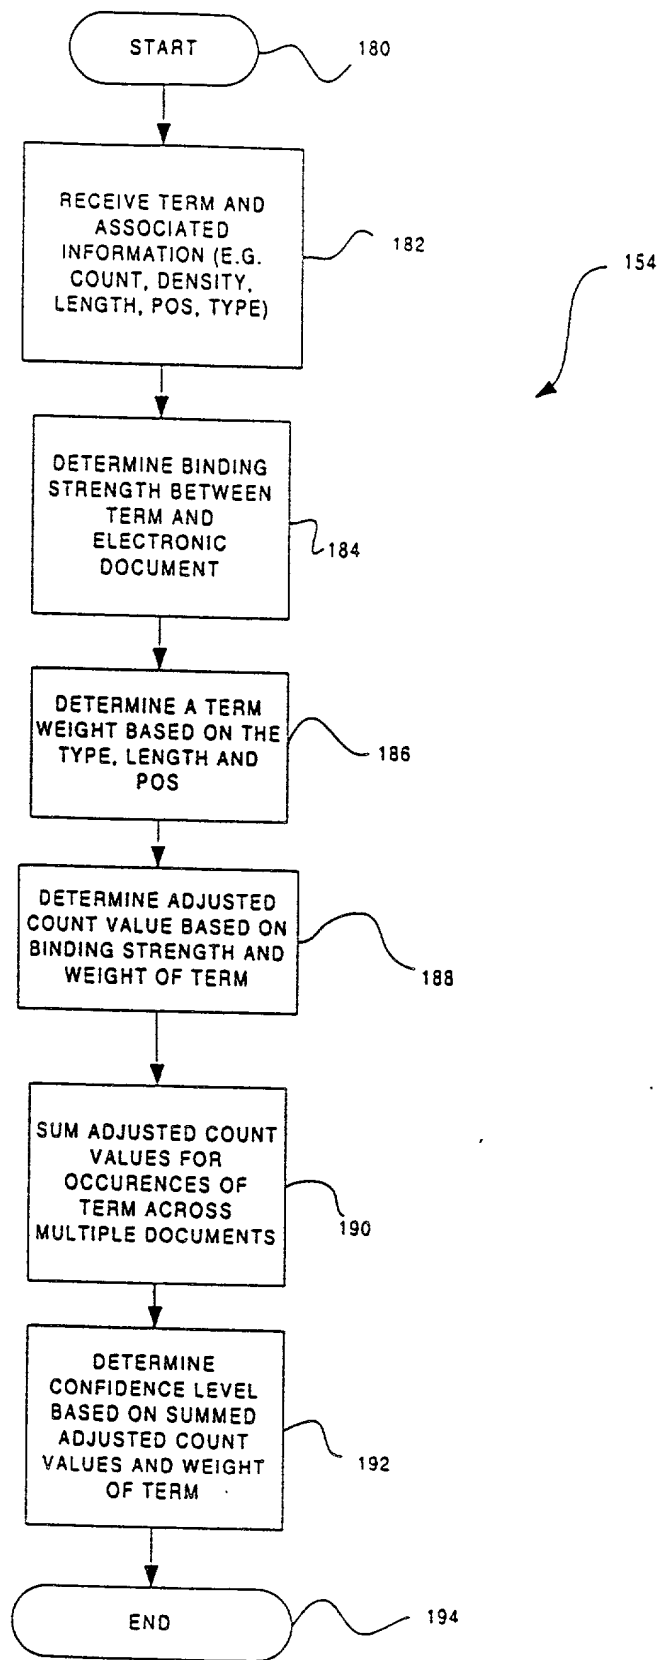 START
180
RECEIVE TERM AND
ASSOCIATED
INFORMATION (E.G.
COUNT, DENSITY,
LENGTH, POS, TYPE)
182
154
DETERMINE BINDING
STRENGTH BETWEEN
TERM AND
ELECTRONIC
DOCUMENT
184
DETERMINE A TERM
WEIGHT BASED ON THE
TYPE, LENGTH AND
POS
186
DETERMINE ADJUSTED
COUNT VALUE BASED ON
BINDING STRENGTH AND
WEIGHT OF TERM
188
SUM ADJUSTED COUNT
VALUES FOR
OCCURENCES OF
TERM ACROSS
MULTIPLE DOCUMENTS
190
DETERMINE
CONFIDENCE LEVEL
BASED ON SUMMED
ADJUSTED COUNT
VALUES AND WEIGHT
OF TERM
192
END
194